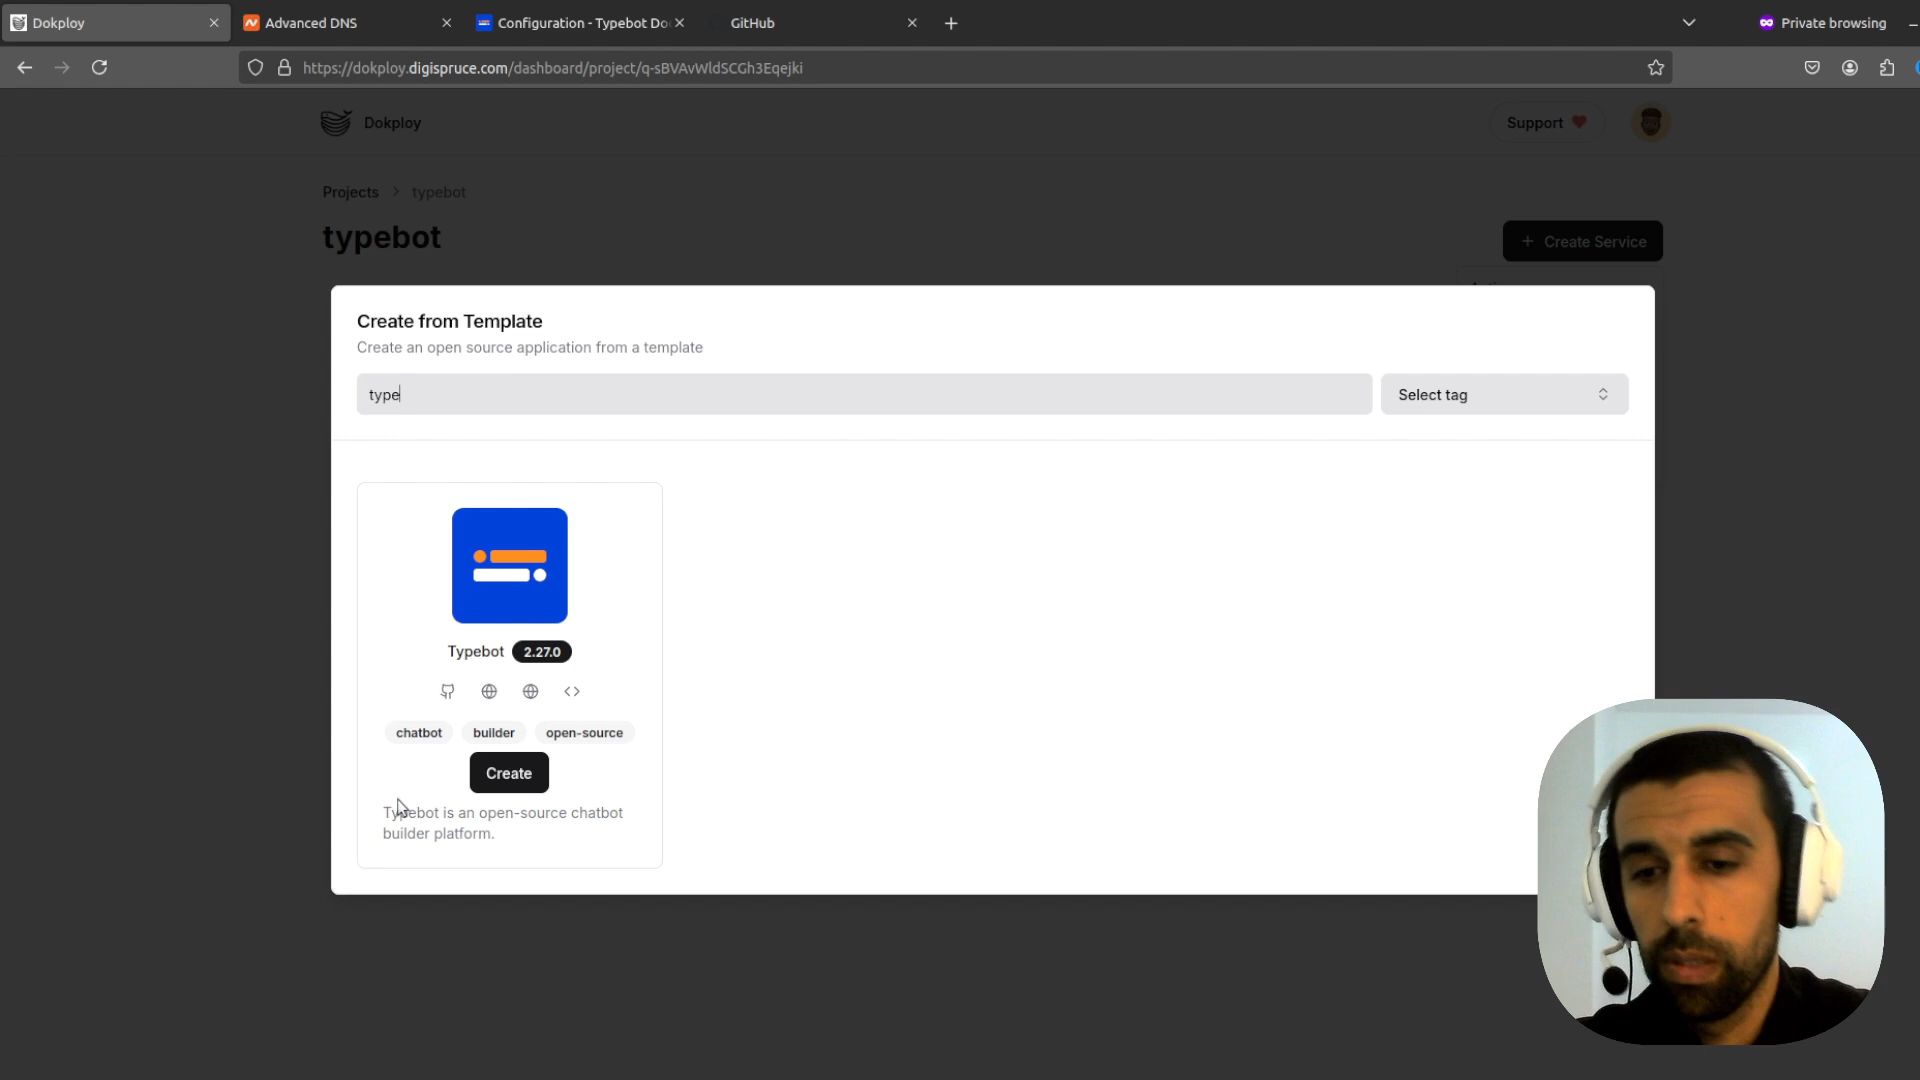 Dokploy
Advanced DNS
Configuration - Typebot Do
GitHub
Private browsing
https://dokploy.digispruce.com/dashboard/project/q-sBVAvWldSCGh3Eqejki
Dokploy
Support
Projects > typebot
typebot
+ Create Service
Create from Template
Create an open source application from a template
type
Select tag
Typebot 2.27.0
chatbot builder open-source
Create
Typebot is an open-source chatbot
builder platform.